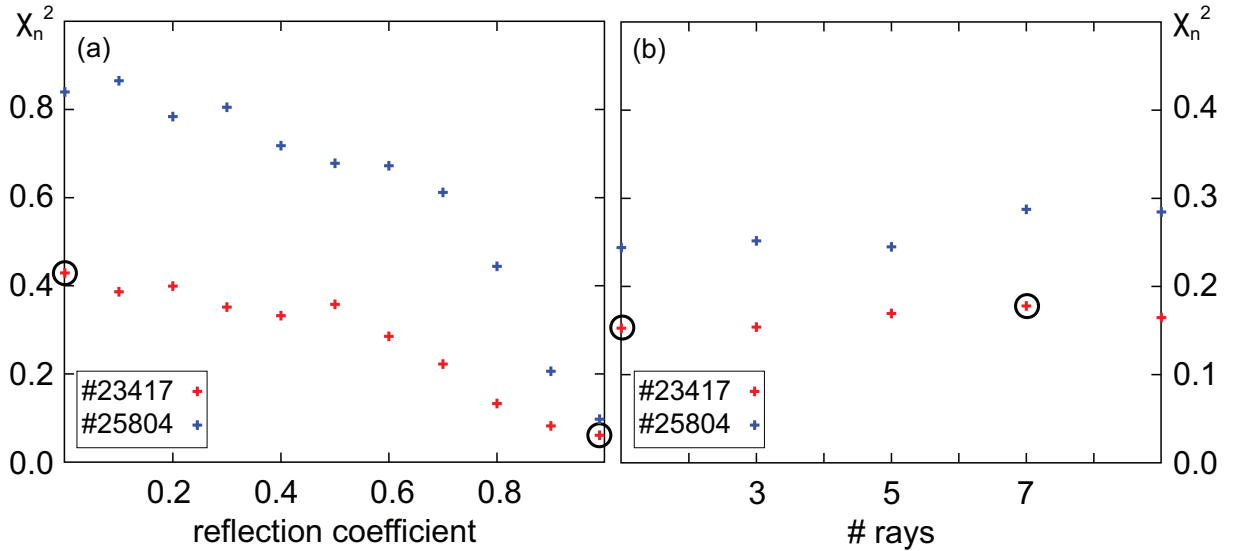 χn² (a) (b) χn²
0.8 0.4
0.6 0.3
0.4 0.2
#23417 #23417
0.2 0.1
#25804 #25804
0.0 0.0
0.2 0.4 0.6 0.8 3 5 7
reflection coefficient # rays